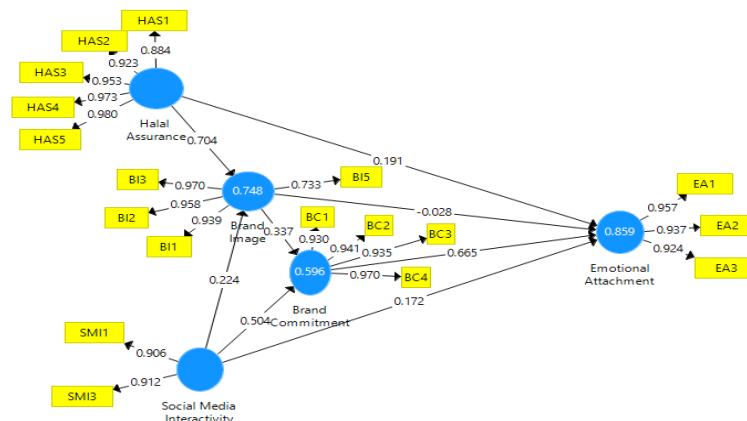 HAS1
HAS2
0.884
0.923
HAS3
0.953
0.973
HAS4
0.980
HAS5
Halal
Assurance
0.704
0.191
BI3
0.970
0.748
0.733
BI5
0.958
BI2
0.939
BI1
Brand
Image
-0.028
EA1
0.957
BC1
BC2
0.337
0.930
0.941
BC3
0.935
0.859
0.937
EA2
0.665
0.924
EA3
0.596
0.970
BC4
Emotional
Attachment
0.224
0.172
0.504
Brand
Commitment
SMI1
0.906
0.912
SMI3
Social Media
Interactivity